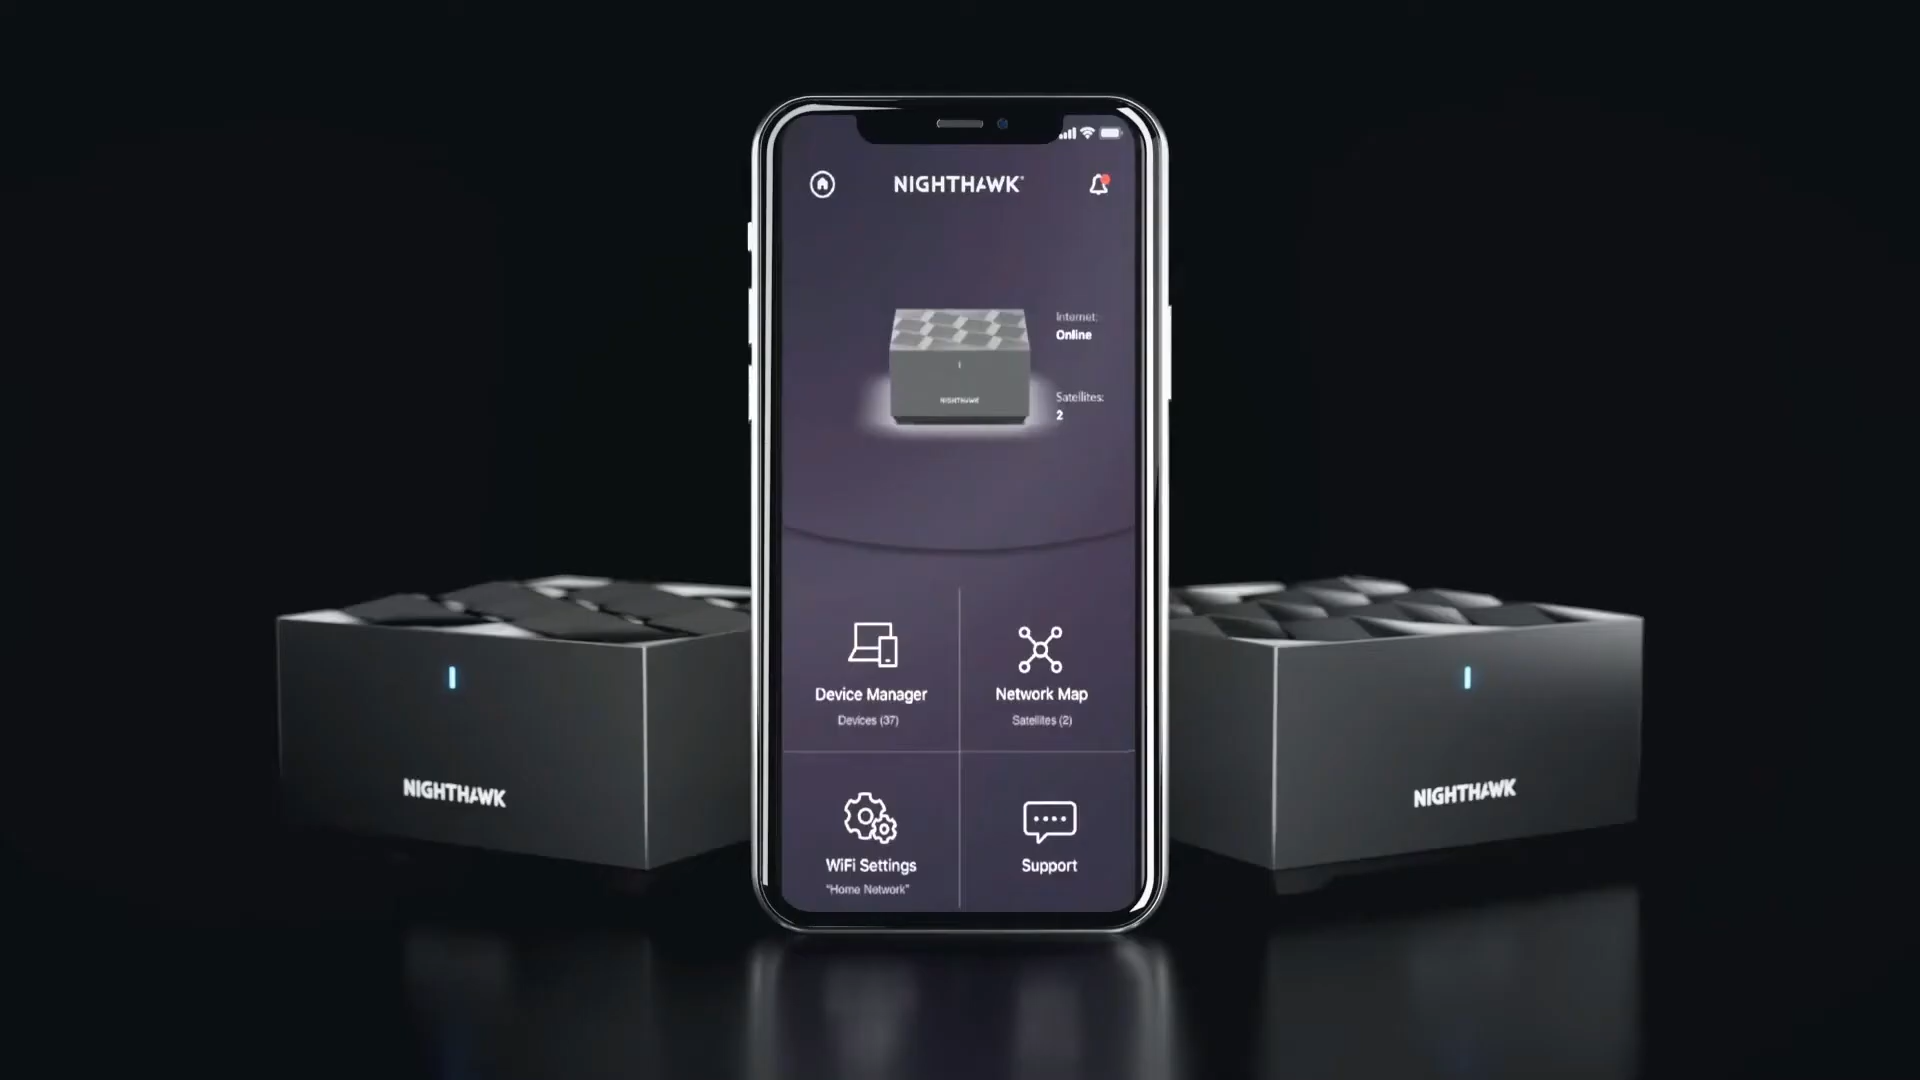 NIGHTHAWK
Internet:
Online
NIGHTHAWK
Satellites:
2
Device Manager
Devices (37)
Network Map
Satellites (2)
WiFi Settings
"Home Network"
Support
NIGHTHAWK
NIGHTHAWK